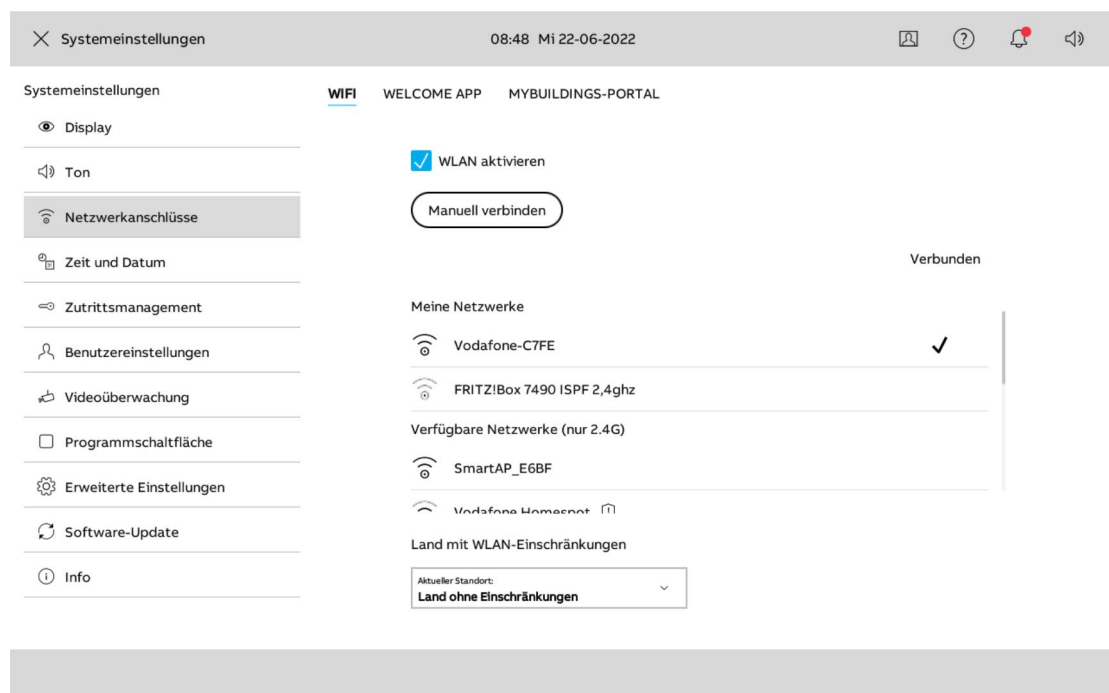 Systemeinstellungen
08:48 Mi 22-06-2022
Systemeinstellungen
Display
Ton
Netzwerkanschlüsse
Zeit und Datum
Zutrittsmanagement
Benutzereinstellungen
Videoüberwachung
Programmschaltfläche
Erweiterte Einstellungen
Software-Update
Info
WIFI WELCOME APP MYBUILDINGS-PORTAL
WLAN aktivieren
Manuell verbinden
Verbunden
Meine Netzwerke
Vodafone-C7FE
FRITZ!Box 7490 ISPF 2,4ghz
Verfügbare Netzwerke (nur 2.4G)
SmartAP_E6BF
Vodafone Homespot
Land mit WLAN-Einschränkungen
Aktueller Standort:
Land ohne Einschränkungen